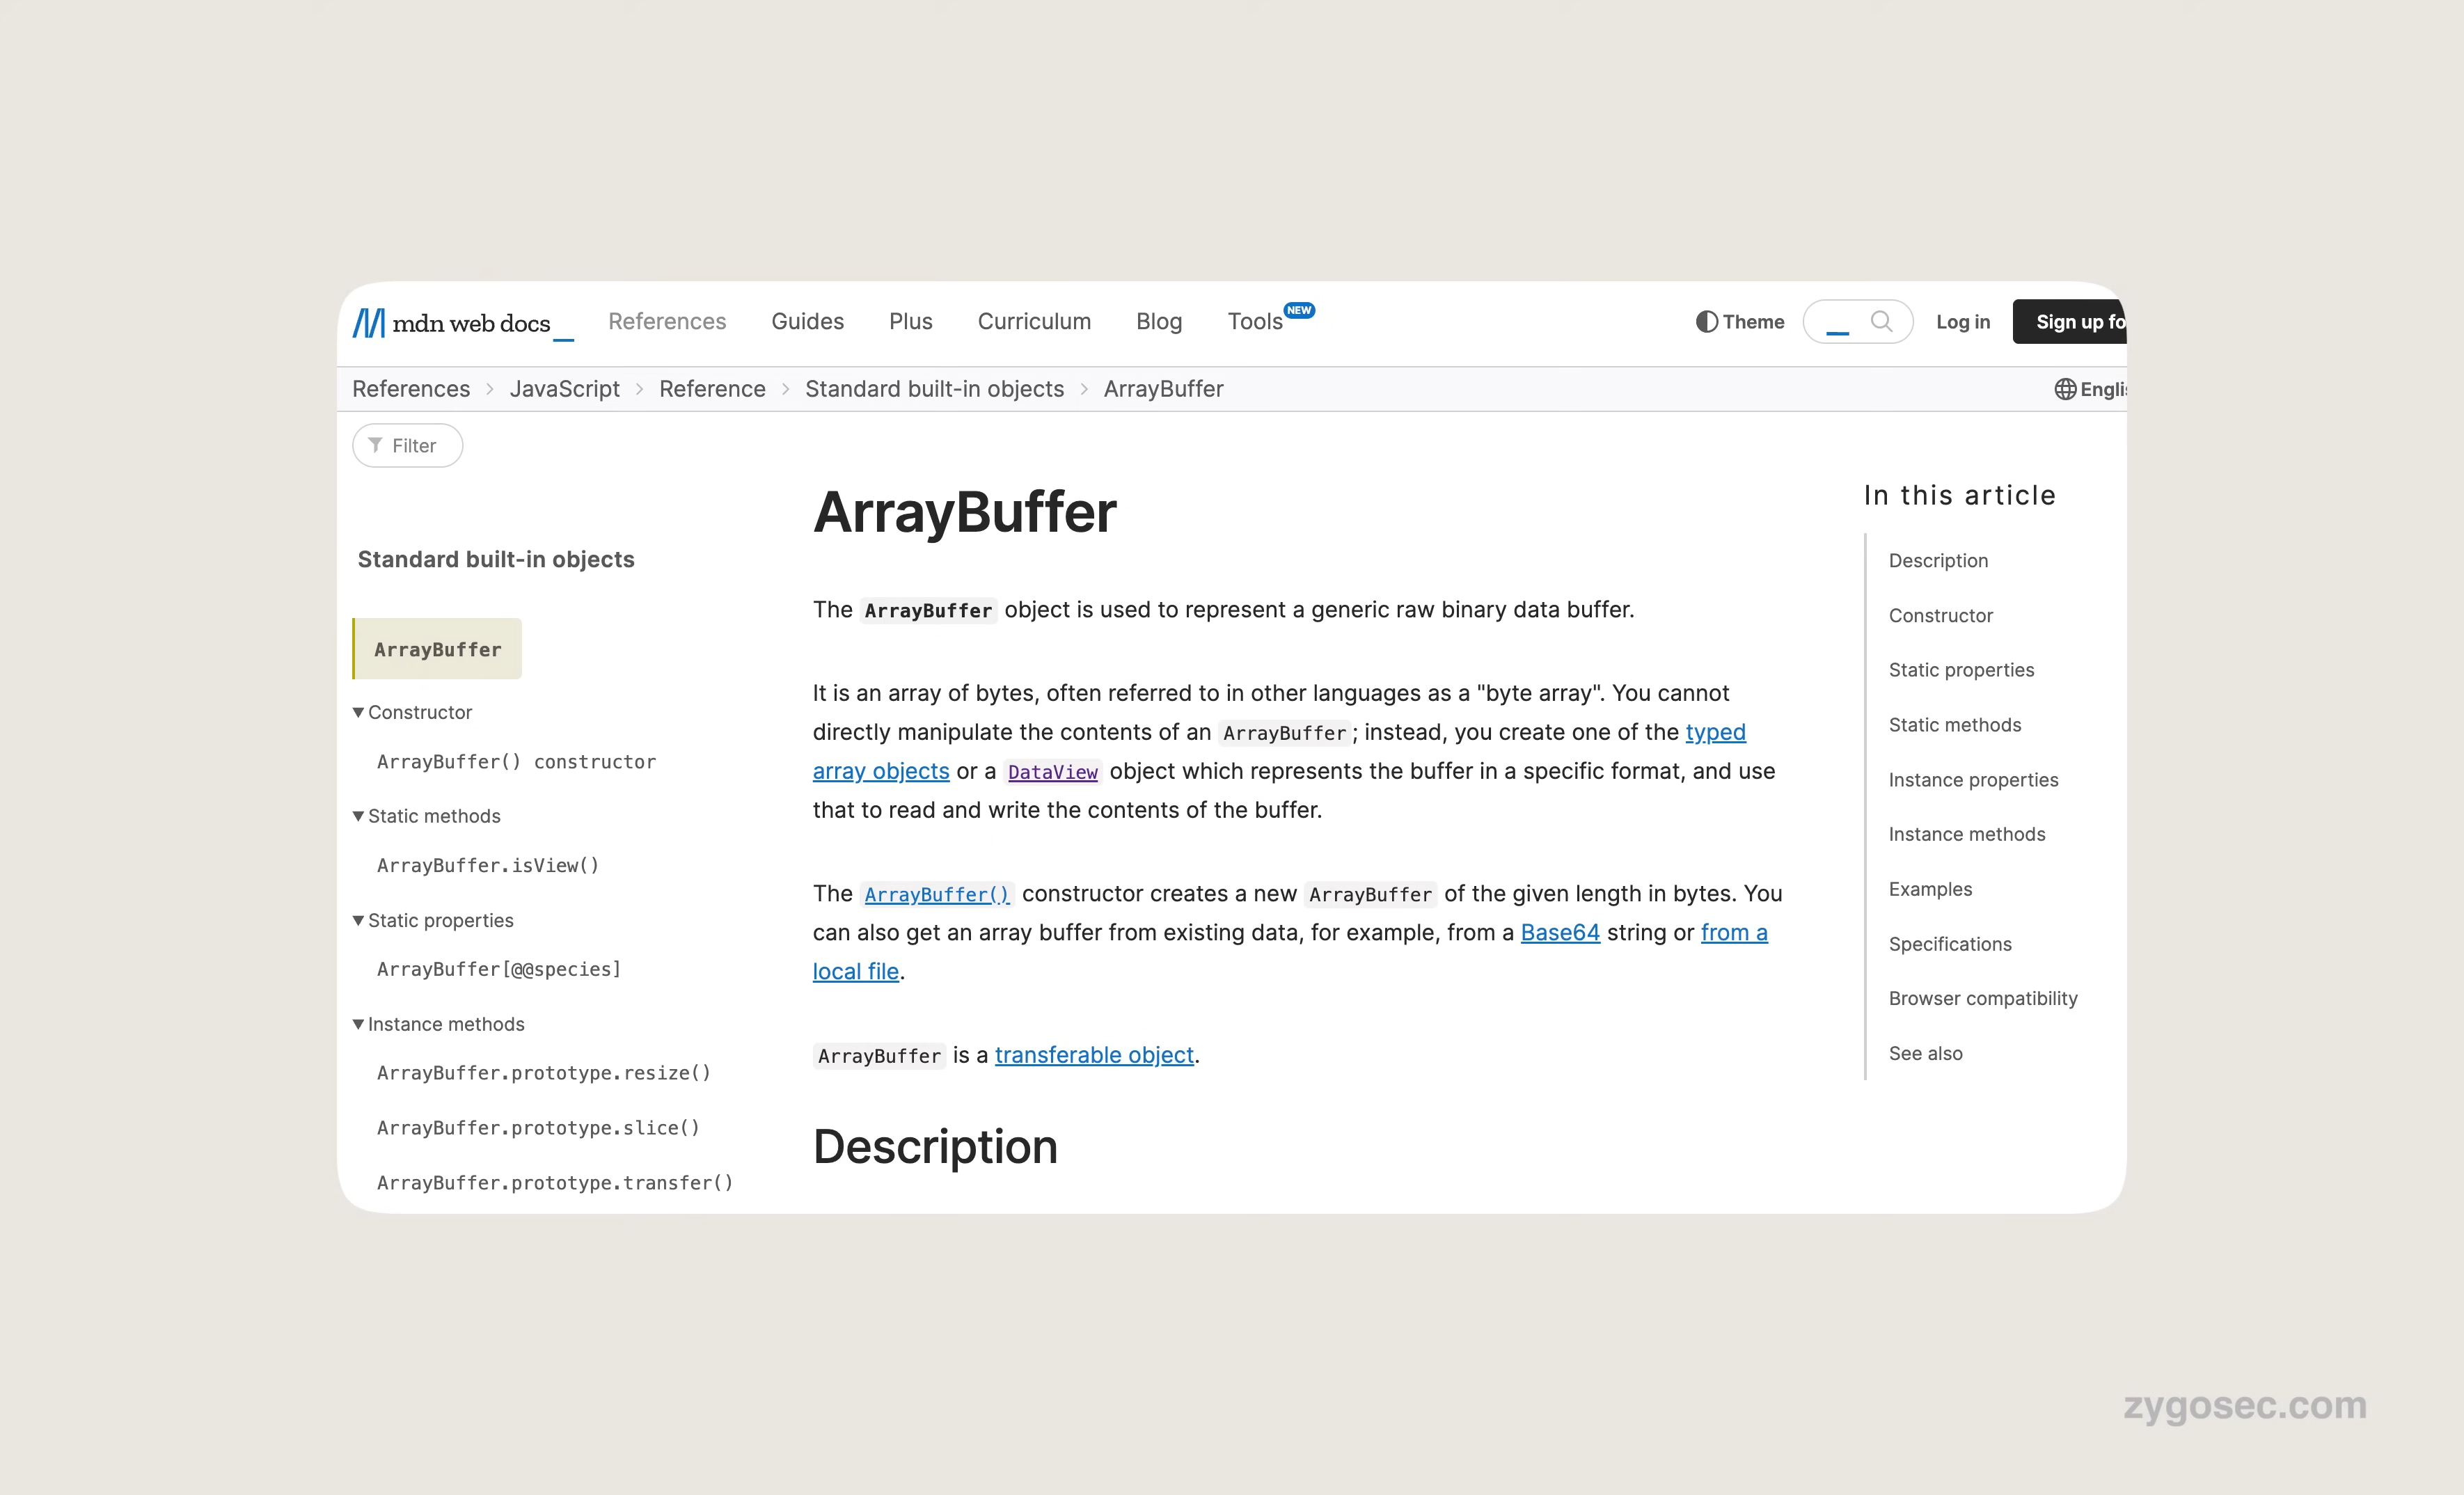 mdn web docs_
References
Guides
Plus
Curriculum
Blog
Tools
NEW
Theme
Log in
Sign up fo
References > JavaScript > Reference > Standard built-in objects > ArrayBuffer
Englis
Filter
Standard built-in objects
ArrayBuffer
Constructor
ArrayBuffer() constructor
Static methods
ArrayBuffer.isView()
Static properties
ArrayBuffer[@@species]
Instance methods
ArrayBuffer.prototype.resize()
ArrayBuffer.prototype.slice()
ArrayBuffer.prototype.transfer()
ArrayBuffer
The ArrayBuffer object is used to represent a generic raw binary data buffer.
It is an array of bytes, often referred to in other languages as a "byte array". You cannot
directly manipulate the contents of an ArrayBuffer; instead, you create one of the typed
array objects or a DataView object which represents the buffer in a specific format, and use
that to read and write the contents of the buffer.
The ArrayBuffer() constructor creates a new ArrayBuffer of the given length in bytes. You
can also get an array buffer from existing data, for example, from a Base64 string or from a
local file.
ArrayBuffer is a transferable object.
Description
In this article
Description
Constructor
Static properties
Static methods
Instance properties
Instance methods
Examples
Specifications
Browser compatibility
See also
zygosec.com